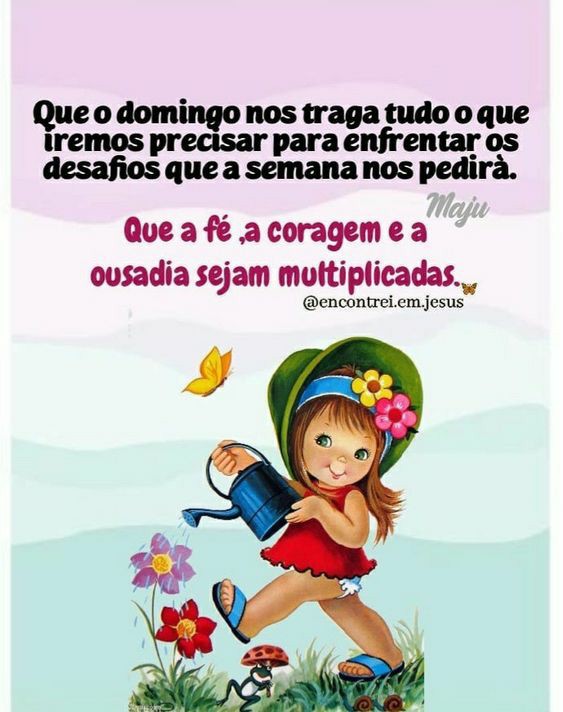 Que o domingo nos traga tudo o que
iremos precisar para enfrentar os
desafios que a semana nos pedirà.
Maju
Que a fé ,a coragem e a
ousadia sejam multiplicadas.
@encontrei.em.jesus